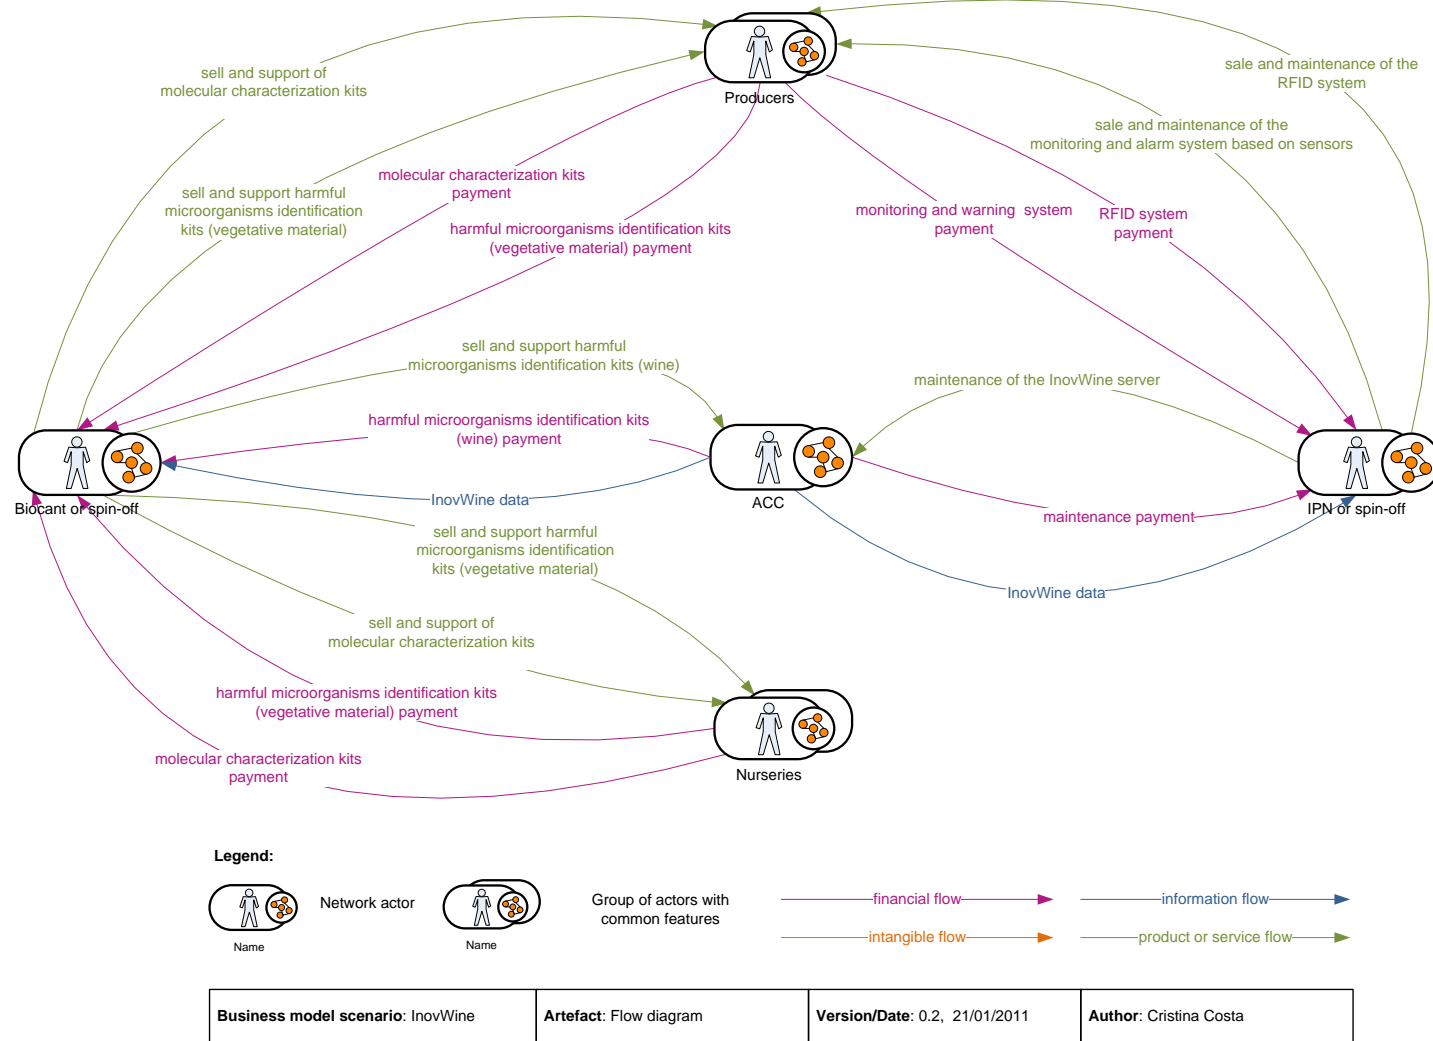 sell and support of
molecular characterization kits
Producers
sale and maintenance of the
RFID system
sale and maintenance of the
monitoring and alarm system based on sensors
molecular characterization kits
payment
sell and support harmful
microorganisms identification
kits (vegetative material)
harmful microorganisms identification kits
(vegetative material) payment
monitoring and warning system
payment
RFID system
payment
sell and support harmful
microorganisms identification kits (wine)
maintenance of the InovWine server
harmful microorganisms identification kits
(wine) payment
InovWine data
Biocant or spin-off
ACC
IPN or spin-off
maintenance payment
sell and support harmful
microorganisms identification
kits (vegetative material)
InovWine data
sell and support of
molecular characterization kits
harmful microorganisms identification kits
(vegetative material) payment
molecular characterization kits
payment
Nurseries
Legend:
Network actor
Name
Group of actors with
common features
Name
financial flow
information flow
intangible flow
product or service flow
Business model scenario: InovWine
Artefact: Flow diagram
Version/Date: 0.2, 21/01/2011
Author: Cristina Costa